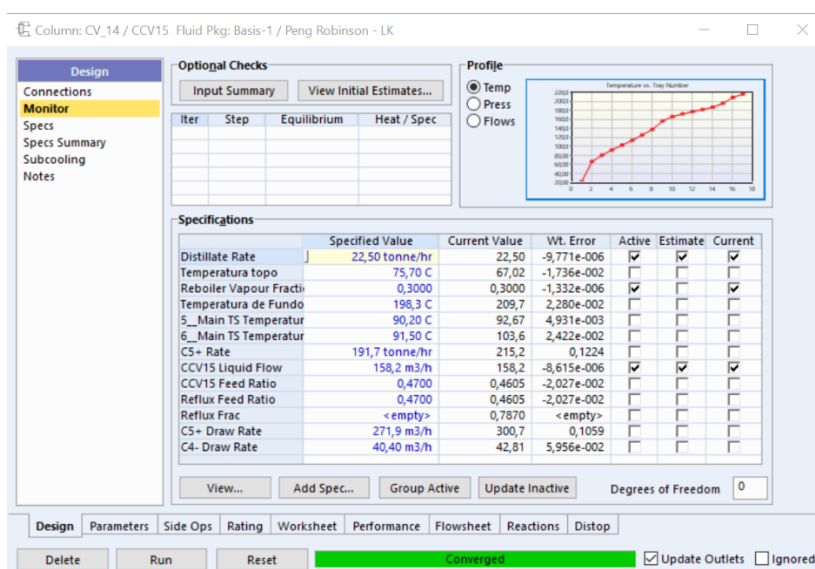 Column: CV_14 / CCV15 Fluid Pkg: Basis-1 / Peng Robinson - LK
Design
Connections
Monitor
Specs
Specs Summary
Subcooling
Notes
Optional Checks
Input Summary View Initial Estimates...
Iter Step Equilibrium Heat / Spec
Profile
Temp
Press
Flows
Temperature vs. Tray Number
0 2 4 6 8 10 12 14 16 18
Specifications
Specified Value Current Value Wt. Error Active Estimate Current
Distillate Rate 22,50 tonne/hr 22,50 -9,771e-006
Temperatura topo 75,70 C 67,02 -1,736e-002
Reboiler Vapour Fracti 0,3000 0,3000 -1,332e-006
Temperatura de Fundo 198,3 C 209,7 2,280e-002
5__Main TS Temperatur 90,20 C 92,67 4,931e-003
6__Main TS Temperatur 91,50 C 103,6 2,422e-002
C5+ Rate 191,7 tonne/hr 215,2 0,1224
CCV15 Liquid Flow 158,2 m3/h 158,2 -8,615e-006
CCV15 Feed Ratio 0,4700 0,4605 -2,027e-002
Reflux Feed Ratio 0,4700 0,4605 -2,027e-002
Reflux Frac <empty> 0,7870 <empty>
C5+ Draw Rate 271,9 m3/h 300,7 0,1059
C4- Draw Rate 40,40 m3/h 42,81 5,956e-002
View... Add Spec... Group Active Update Inactive Degrees of Freedom 0
Design Parameters Side Ops Rating Worksheet Performance Flowsheet Reactions Distop
Delete Run Reset Converged Update Outlets Ignored